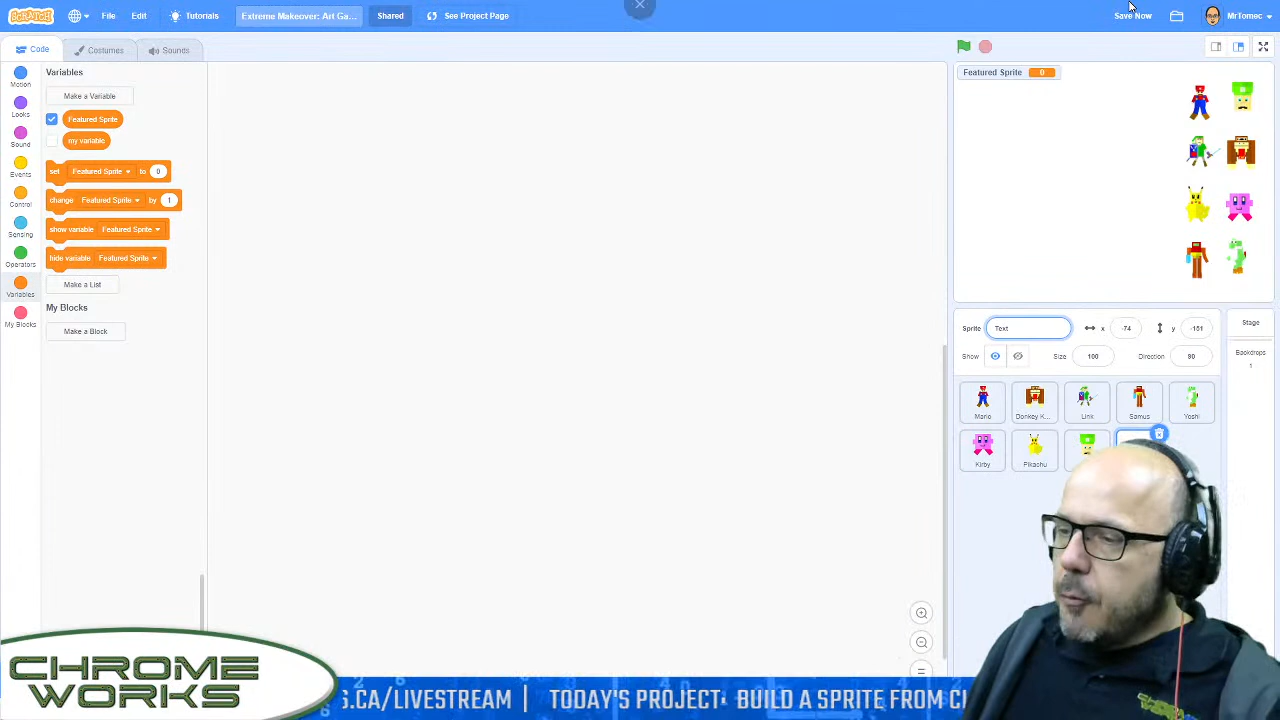 SCRATCH File Edit Tutorials Extreme Makeover: Art Ga... Shared See Project Page Save Now MrTomec
Code Costumes Sounds
Motion
Looks
Sound
Events
Control
Sensing
Operators
Variables
My Blocks
Variables
Make a Variable
Featured Sprite
my variable
set Featured Sprite to 0
change Featured Sprite by 1
show variable Featured Sprite
hide variable Featured Sprite
Make a List
My Blocks
Make a Block
Featured Sprite 0
Sprite Text x -74 y -151
Show Size 100 Direction 90
Stage
Backdrops
1
Mario Donkey K... Link Samus Yoshi
Kirby Pikachu
CHROME
WORKS
S.CA/LIVESTREAM | TODAY'S PROJECT: BUILD A SPRITE FROM